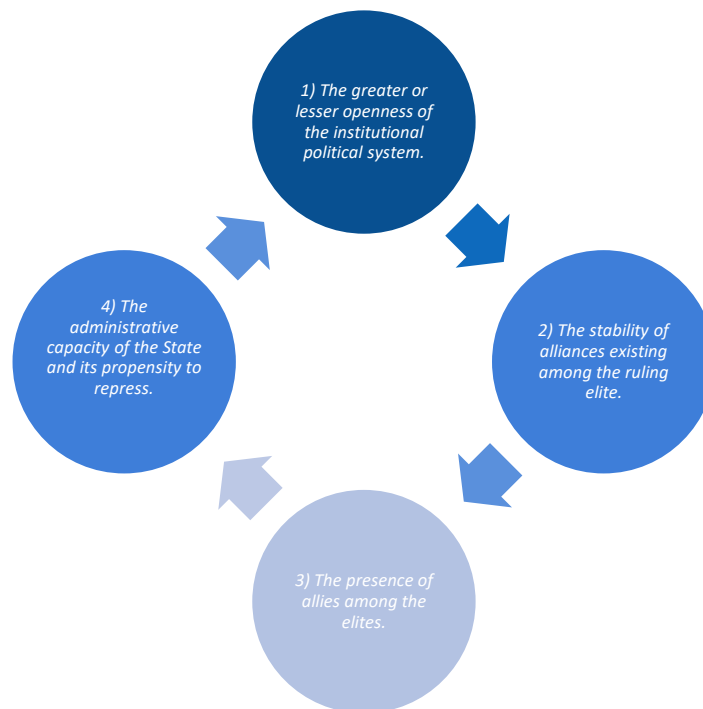 1) The greater or
lesser openness of
the institutional
political system.
2) The stability of
alliances existing
among the ruling
elite.
3) The presence of
allies among the
elites.
4) The
administrative
capacity of the State
and its propensity to
repress.